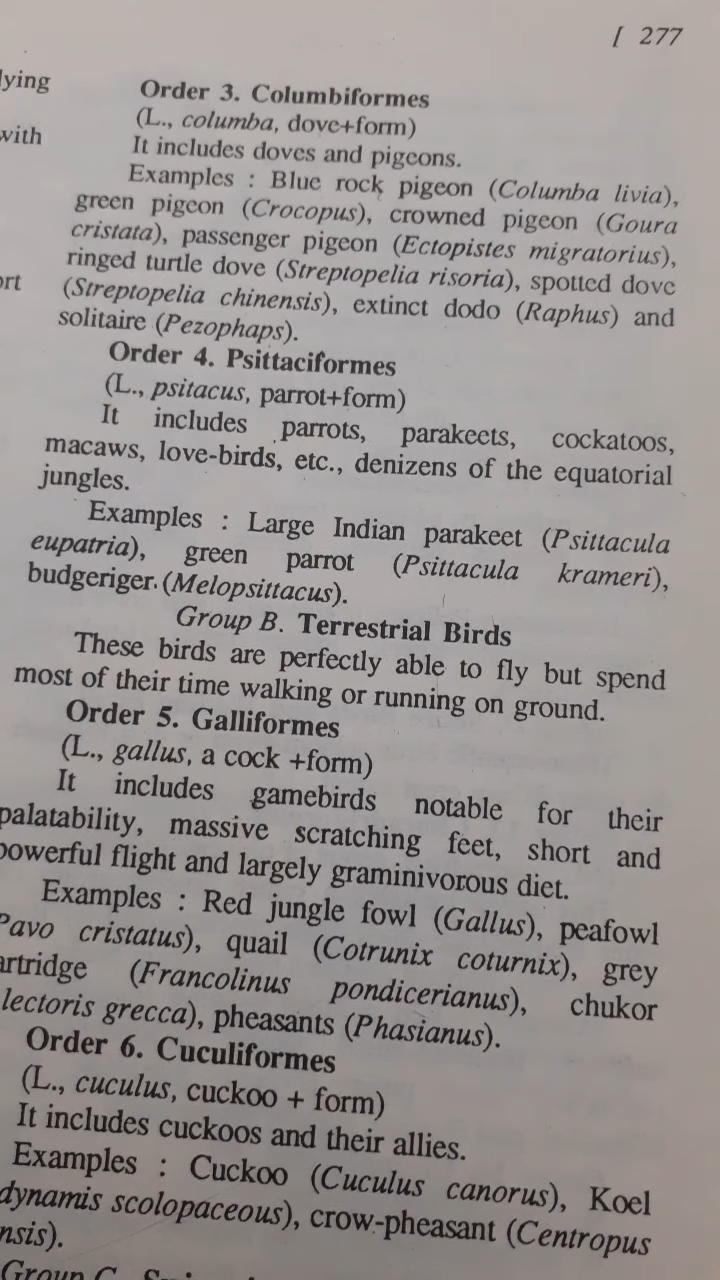 [ 277
lying
with
ort
Order 3. Columbiformes
(L., columba, dove+form)
It includes doves and pigeons.
Examples : Blue rock pigeon (Columba livia),
green pigeon (Crocopus), crowned pigeon (Goura
cristata), passenger pigeon (Ectopistes migratorius),
ringed turtle dove (Streptopelia risoria), spotted dove
(Streptopelia chinensis), extinct dodo (Raphus) and
solitaire (Pezophaps).
Order 4. Psittaciformes
(L., psitacus, parrot+form)
It includes parrots, parakeets, cockatoos,
macaws, love-birds, etc., denizens of the equatorial
jungles.
Examples : Large Indian parakeet (Psittacula
eupatria), green parrot (Psittacula krameri),
budgeriger. (Melopsittacus).
Group B. Terrestrial Birds
These birds are perfectly able to fly but spend
most of their time walking or running on ground.
Order 5. Galliformes
(L., gallus, a cock +form)
It includes gamebirds notable for their
palatability, massive scratching feet, short and
powerful flight and largely graminivorous diet.
Examples : Red jungle fowl (Gallus), peafowl
Pavo cristatus), quail (Cotrunix coturnix), grey
artridge (Francolinus pondicerianus), chukor
lectoris grecca), pheasants (Phasianus).
Order 6. Cuculiformes
(L., cuculus, cuckoo + form)
It includes cuckoos and their allies.
Examples : Cuckoo (Cuculus canorus), Koel
dynamis scolopaceous), crow-pheasant (Centropus
nsis).
Group C.